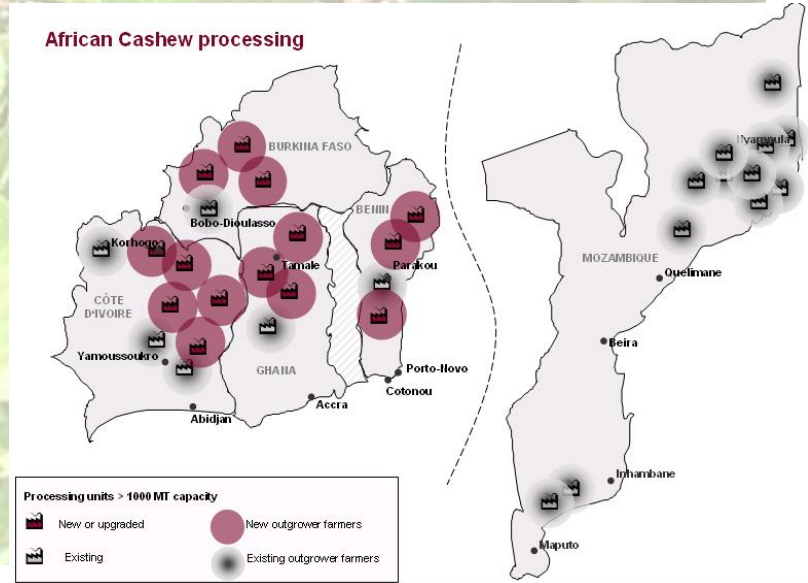 African Cashew processing
BURKINA FASO
Bobo-Dioulasso
BENIN
Korhogo
Tamale
Parakou
CÔTE
D'IVOIRE
Yamoussoukro
GHANA
Porto-Novo
Cotonou
Accra
Abidjan
Nyamnula
MOZAMBIQUE
Quelimane
Beira
Inhambane
Maputo
Processing units > 1000 MT capacity
New or upgraded
New outgrower farmers
Existing
Existing outgrower farmers